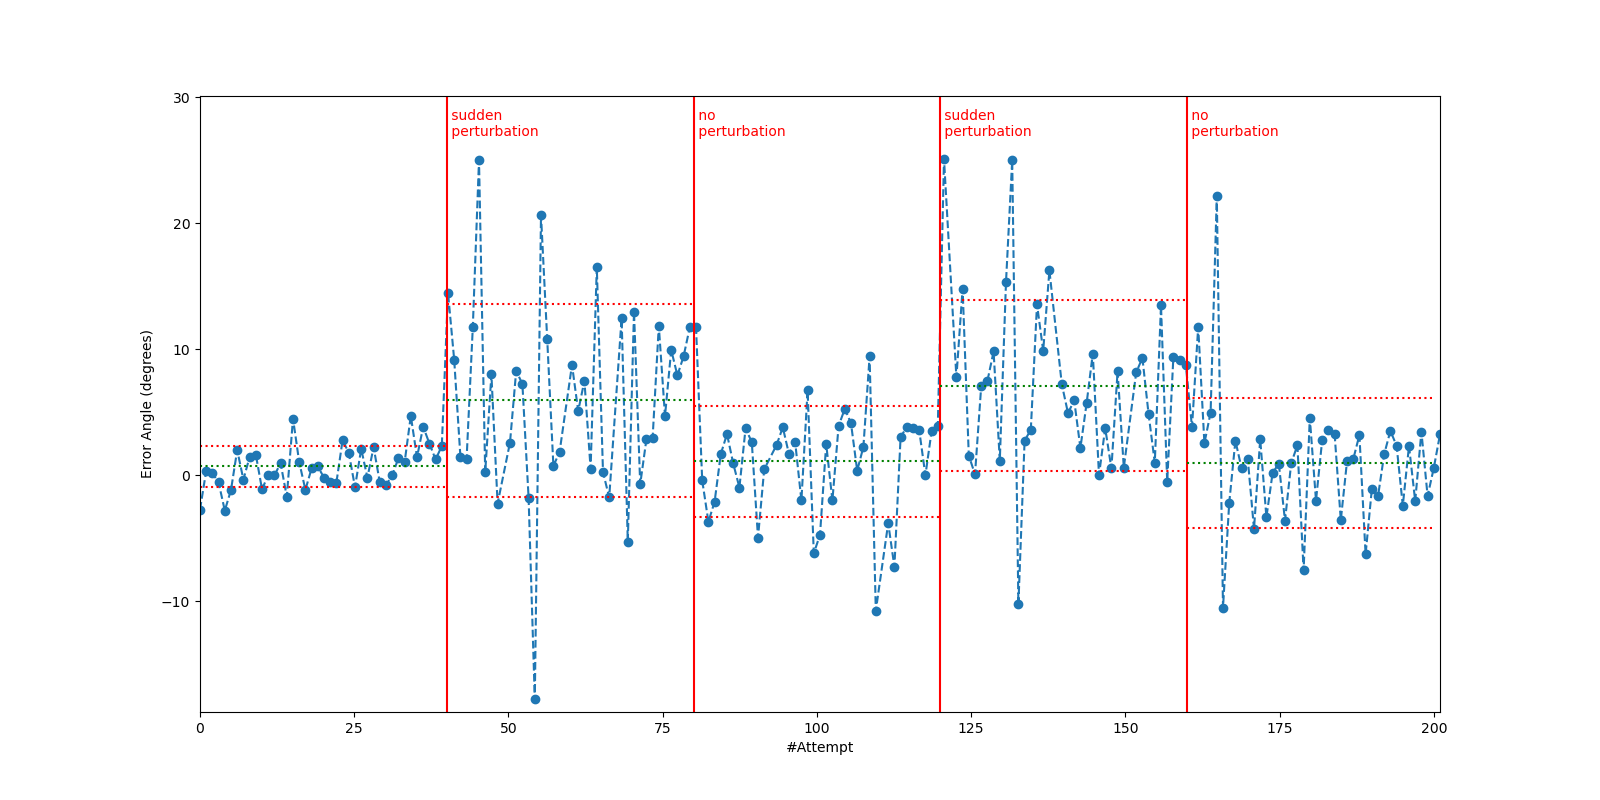 30
sudden
perturbation
no
perturbation
sudden
perturbation
no
perturbation
20
10
0
−10
Error Angle (degrees)
0
25
50
75
100
125
150
175
200
#Attempt